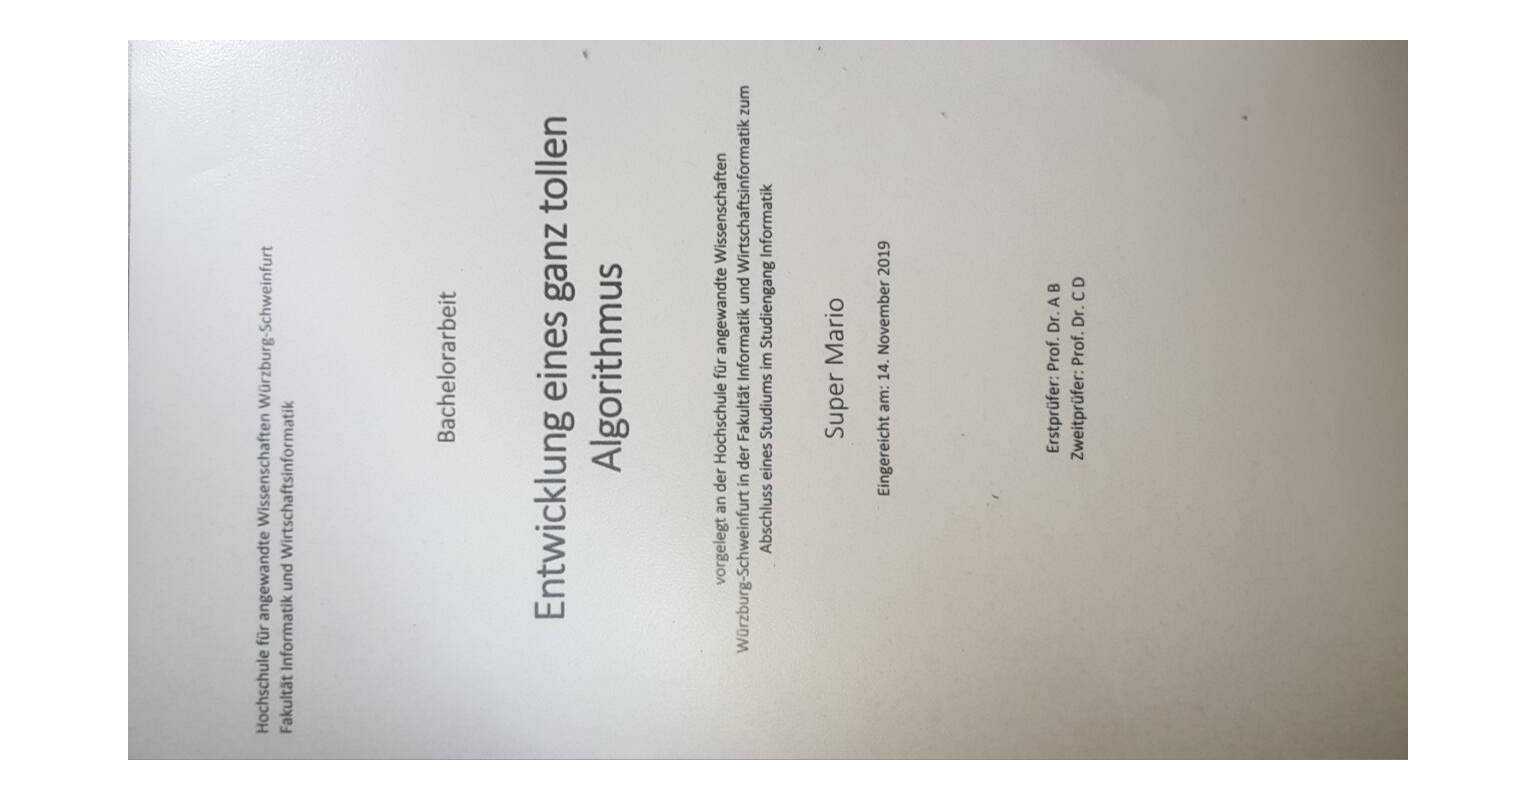 Hochschule für angewandte Wissenschaften Würzburg-Schweinfurt
Fakultät Informatik und Wirtschaftsinformatik
Bachelorarbeit
Entwicklung eines ganz tollen
Algorithmus
vorgelegt an der Hochschule für angewandte Wissenschaften
Würzburg-Schweinfurt in der Fakultät Informatik und Wirtschaftsinformatik zum
Abschluss eines Studiums im Studiengang Informatik
Super Mario
Eingereicht am: 14. November 2019
Erstprüfer: Prof. Dr. A B
Zweitprüfer: Prof. Dr. C D